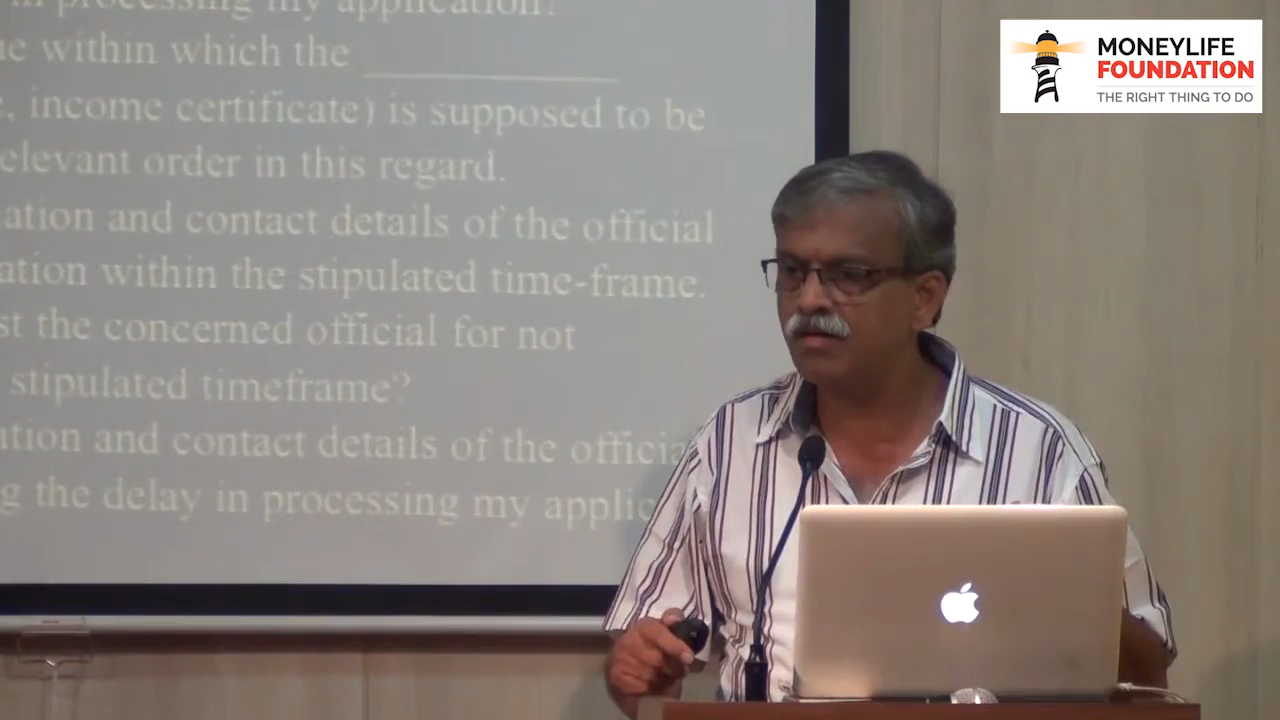 in processing my application?
e within which the
, income certificate) is supposed to be
elevant order in this regard.
ation and contact details of the official
ation within the stipulated time-frame.
st the concerned official for not
stipulated timeframe'?
ation and contact details of the officia
g the delay in processing my applic
MONEYLIFE
FOUNDATION
THE RIGHT THING TO DO